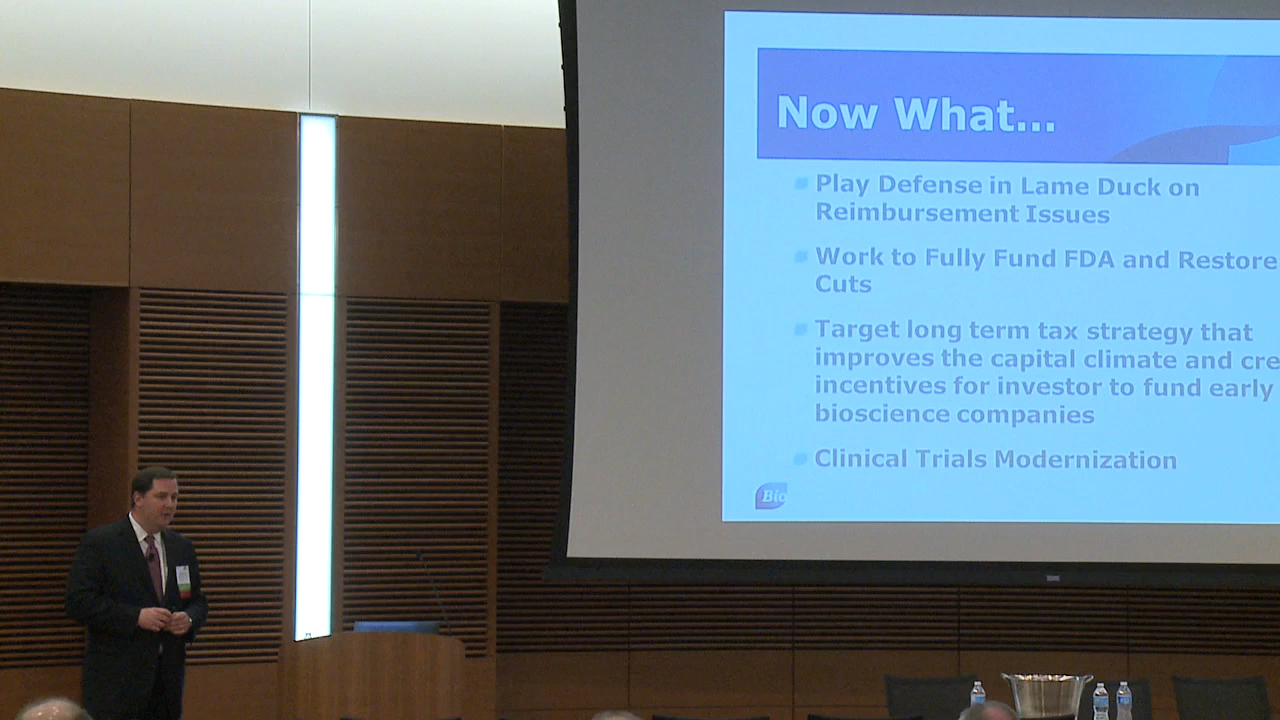 Now What...
Play Defense in Lame Duck on
Reimbursement Issues
Work to Fully Fund FDA and Restore
Cuts
Target long term tax strategy that
improves the capital climate and cre
incentives for investor to fund early
bioscience companies
Clinical Trials Modernization
Bio